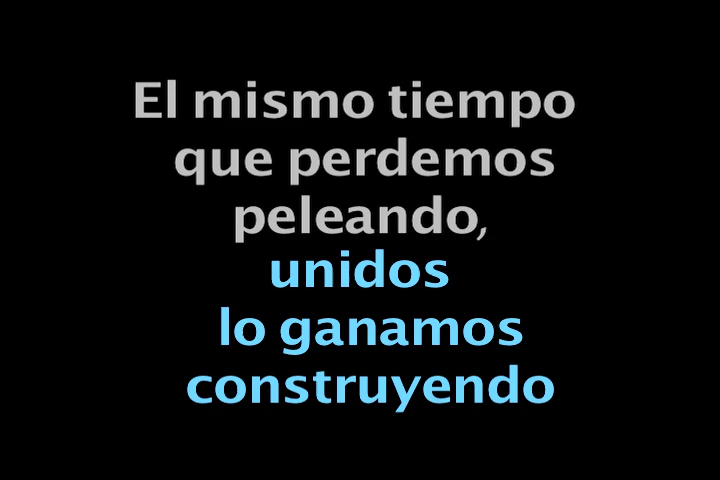 El mismo tiempo
que perdemos
peleando,
unidos
lo ganamos
construyendo